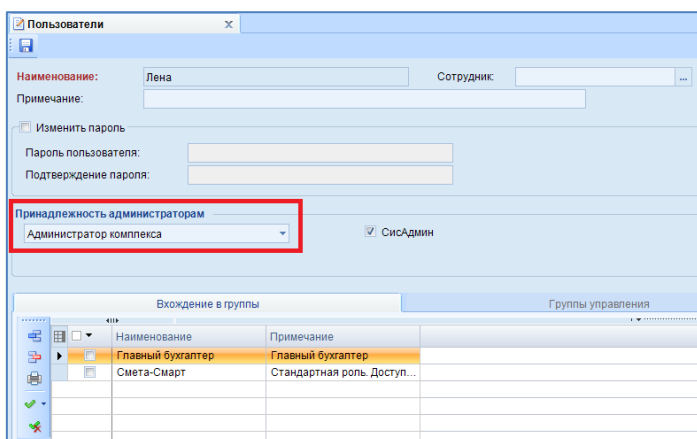 Пользователи x
Наименование: Лена Сотрудник: ...
Примечание:
Изменить пароль
Пароль пользователя:
Подтверждение пароля:
Принадлежность администраторам
Администратор комплекса СисАдмин
Вхождение в группы Группы управления
Наименование Примечание
Главный бухгалтер Главный бухгалтер
Смета-Смарт Стандартная роль. Доступ...